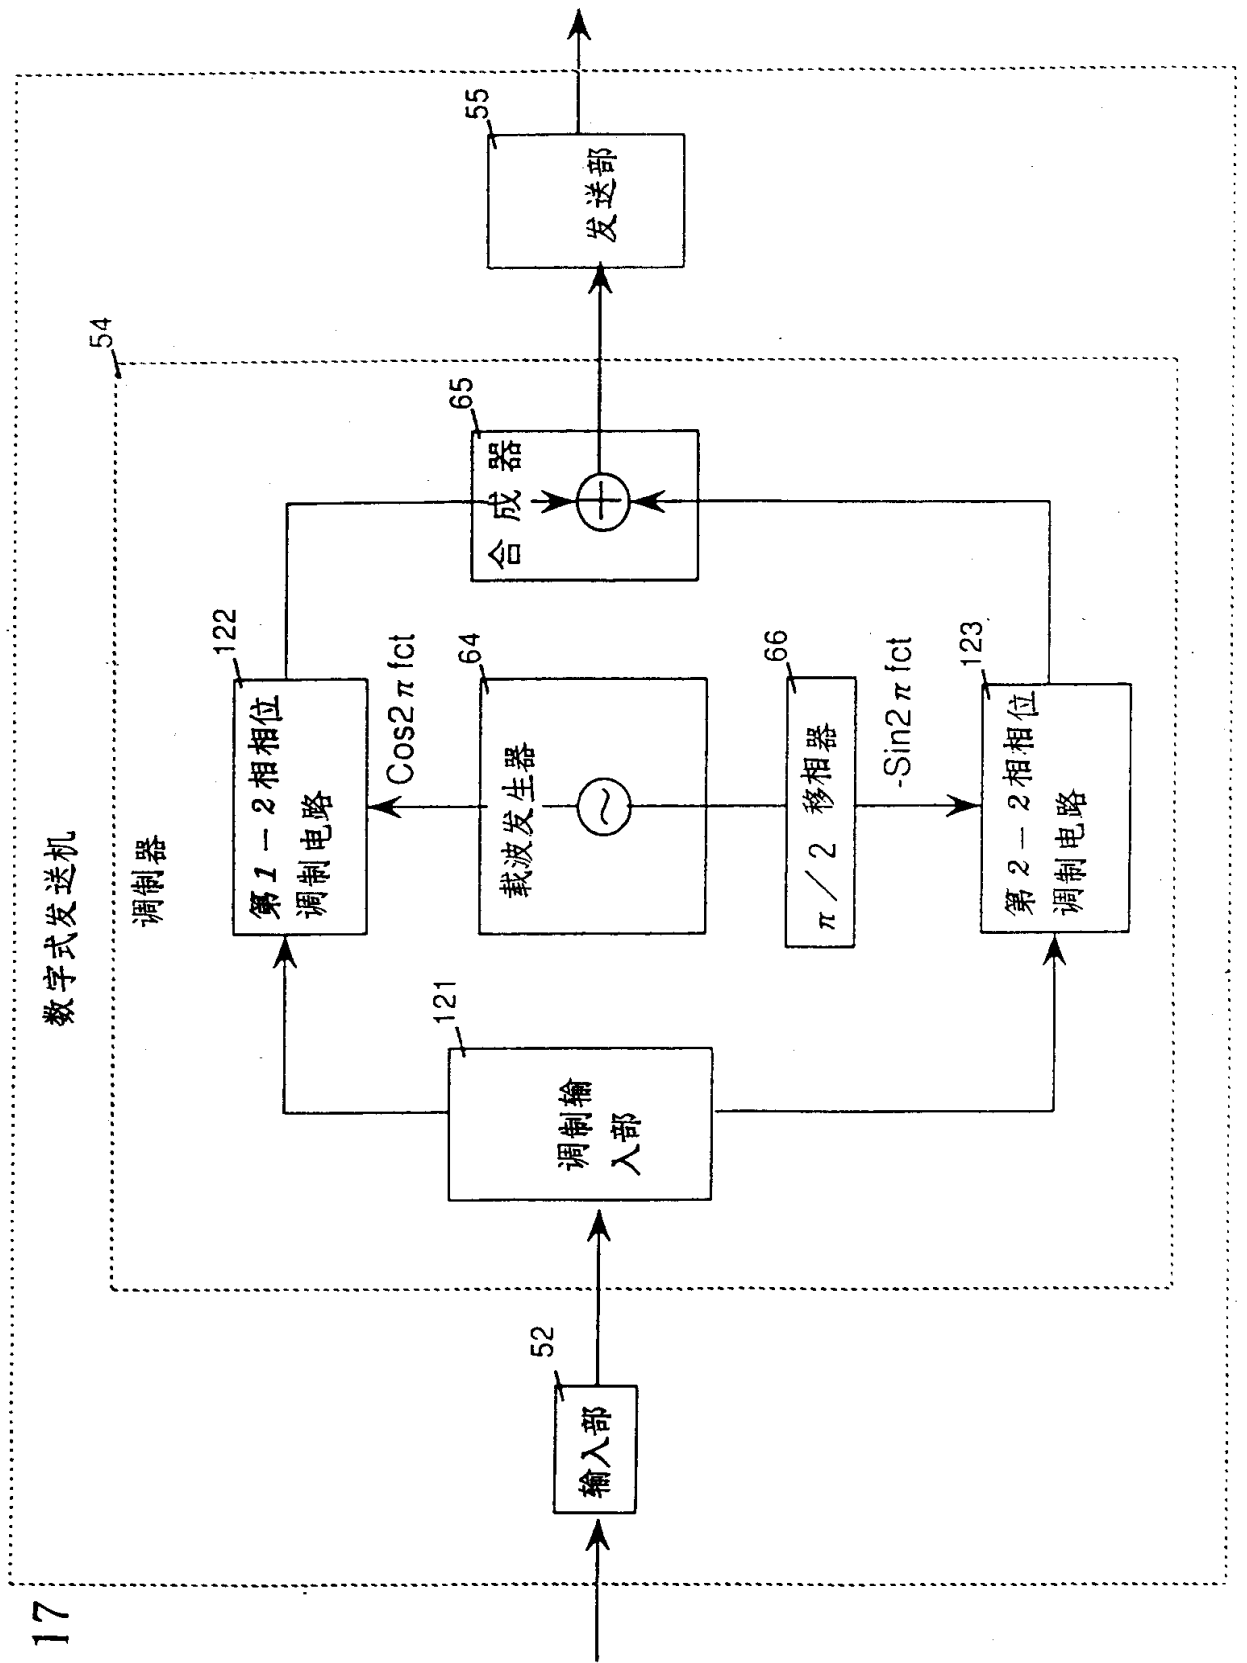 17
数字式发送机
调制器
54
输入部
52
调制输
入部
121
第1－2相相位
调制电路
122
Cos2πfct
载波发生器
64
π／2 移相器
66
-Sin2πfct
第2－2相相位
调制电路
123
合成器
65
发送部
55